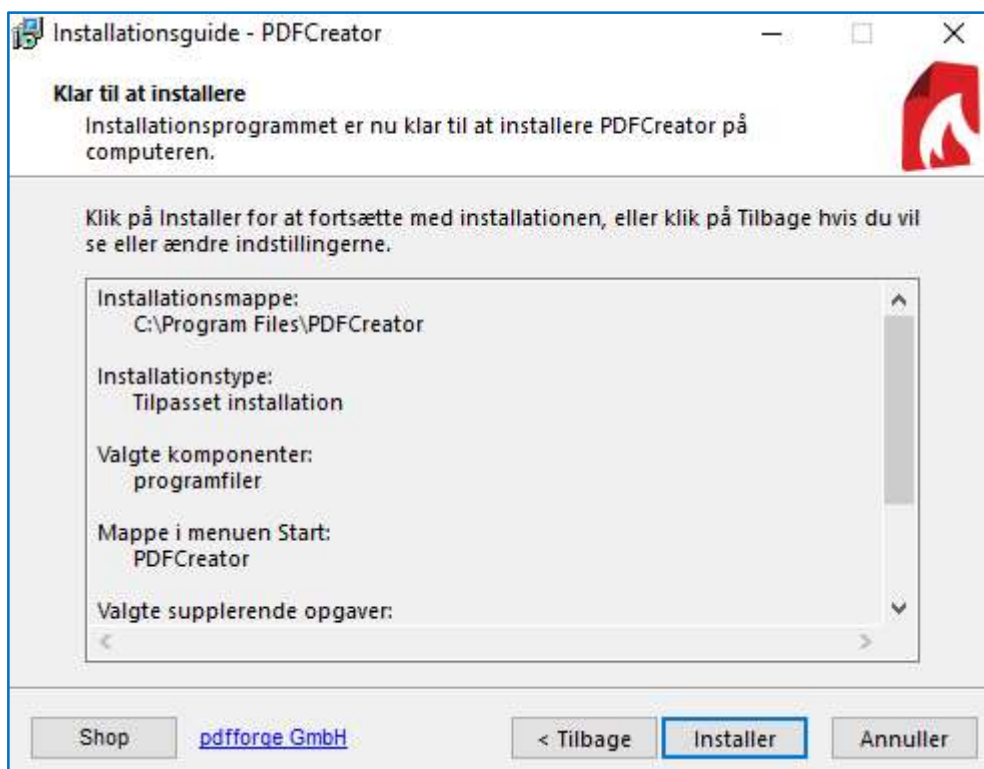 Installationsguide - PDFCreator
Klar til at installere
Installationsprogrammet er nu klar til at installere PDFCreator på
computeren.
Klik på Installer for at fortsætte med installationen, eller klik på Tilbage hvis du vil
se eller ændre indstillingerne.
Installationsmappe:
C:\Program Files\PDFCreator
Installationstype:
Tilpasset installation
Valgte komponenter:
programfiler
Mappe i menuen Start:
PDFCreator
Valgte supplerende opgaver:
Shop pdfforge GmbH < Tilbage Installer Annuller